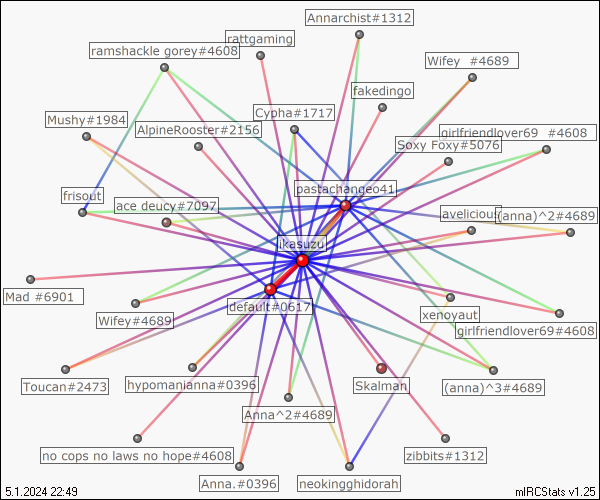 Annarchist#1312
rattgaming
ramshackle gorey#4608
Wifey  #4689
fakedingo
Cypha#1717
Mushy#1984
AlpineRooster#2156
girlfriendlover69  #4608
Soxy Foxy#5076
pastachangeo41
frisout
ace deucy#7097
avelicious
(anna)^2#4689
ikasuzu
Mad #6901
default#0617
Wifey#4689
xenoyaut
girlfriendlover69#4608
Toucan#2473
hypomanianna#0396
Skalman
(anna)^3#4689
Anna^2#4689
no cops no laws no hope#4608
zibbits#1312
Anna.#0396
neokingghidorah
5.1.2024 22:49
mIRCStats v1.25